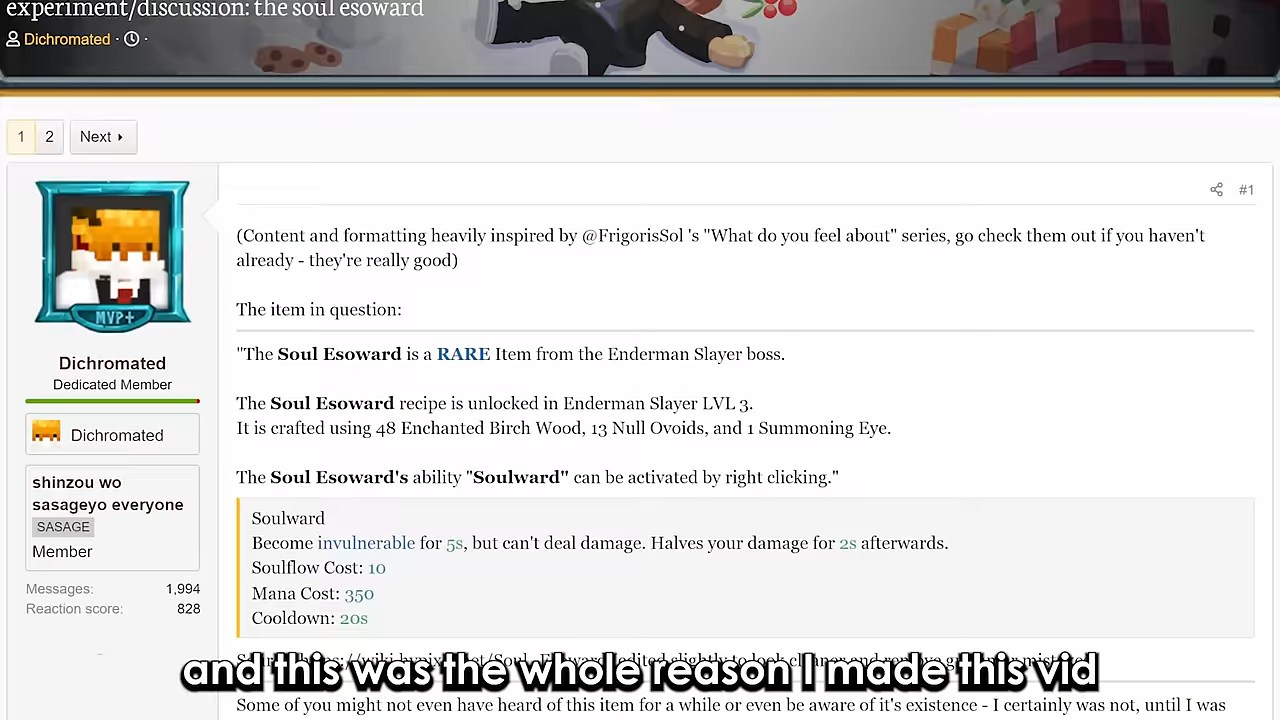 experiment/discussion: the soul esoward
Dichromated · ·
1 2 Next
#1
MVP+
Dichromated
Dedicated Member
Dichromated
shinzou wo
sasageyo everyone
SASAGE
Member
Messages: 1,994
Reaction score: 828
(Content and formatting heavily inspired by @FrigorisSol 's "What do you feel about" series, go check them out if you haven't
already - they're really good)
The item in question:
"The Soul Esoward is a RARE Item from the Enderman Slayer boss.
The Soul Esoward recipe is unlocked in Enderman Slayer LVL 3.
It is crafted using 48 Enchanted Birch Wood, 13 Null Ovoids, and 1 Summoning Eye.
The Soul Esoward's ability "Soulward" can be activated by right clicking."
Soulward
Become invulnerable for 5s, but can't deal damage. Halves your damage for 2s afterwards.
Soulflow Cost: 10
Mana Cost: 350
Cooldown: 20s
and this was the whole reason I made this vid
Some of you might not even have heard of this item for a while or even be aware of it's existence - I certainly was not, until I was